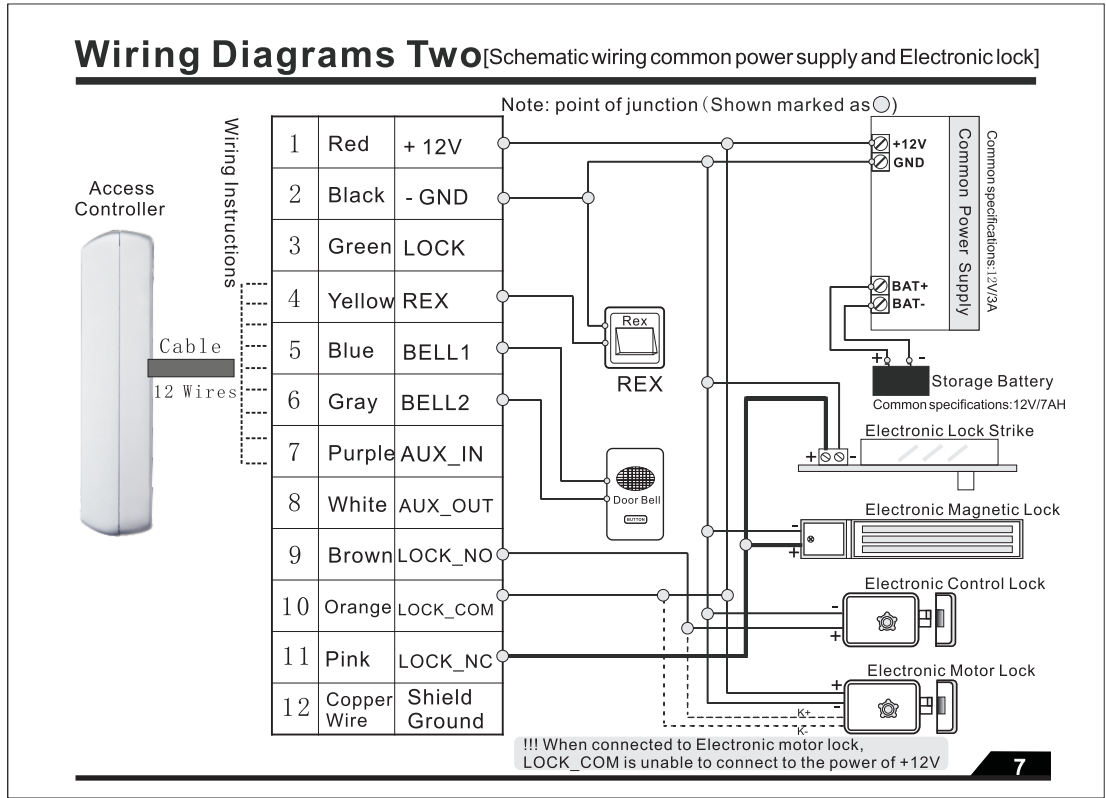 Wiring Diagrams Two[Schematic wiring common power supply and Electronic lock]
Note: point of junction (Shown marked as )
Wiring Instructions
Access
Controller
Cable
12 Wires
1 Red + 12V
2 Black - GND
3 Green LOCK
4 Yellow REX
5 Blue BELL1
6 Gray BELL2
7 Purple AUX_IN
8 White AUX_OUT
9 Brown LOCK_NO
10 Orange LOCK_COM
11 Pink LOCK_NC
12 Copper Wire Shield Ground
Rex
REX
Door Bell
BUTTON
+12V
GND
BAT+
BAT-
Common Power Supply
Common specifications:12V/3A
+ -
Storage Battery
Common specifications:12V/7AH
Electronic Lock Strike
+ -
Electronic Magnetic Lock
-
+
Electronic Control Lock
-
+
Electronic Motor Lock
+
-
K+
K-
!!! When connected to Electronic motor lock,
LOCK_COM is unable to connect to the power of +12V
7